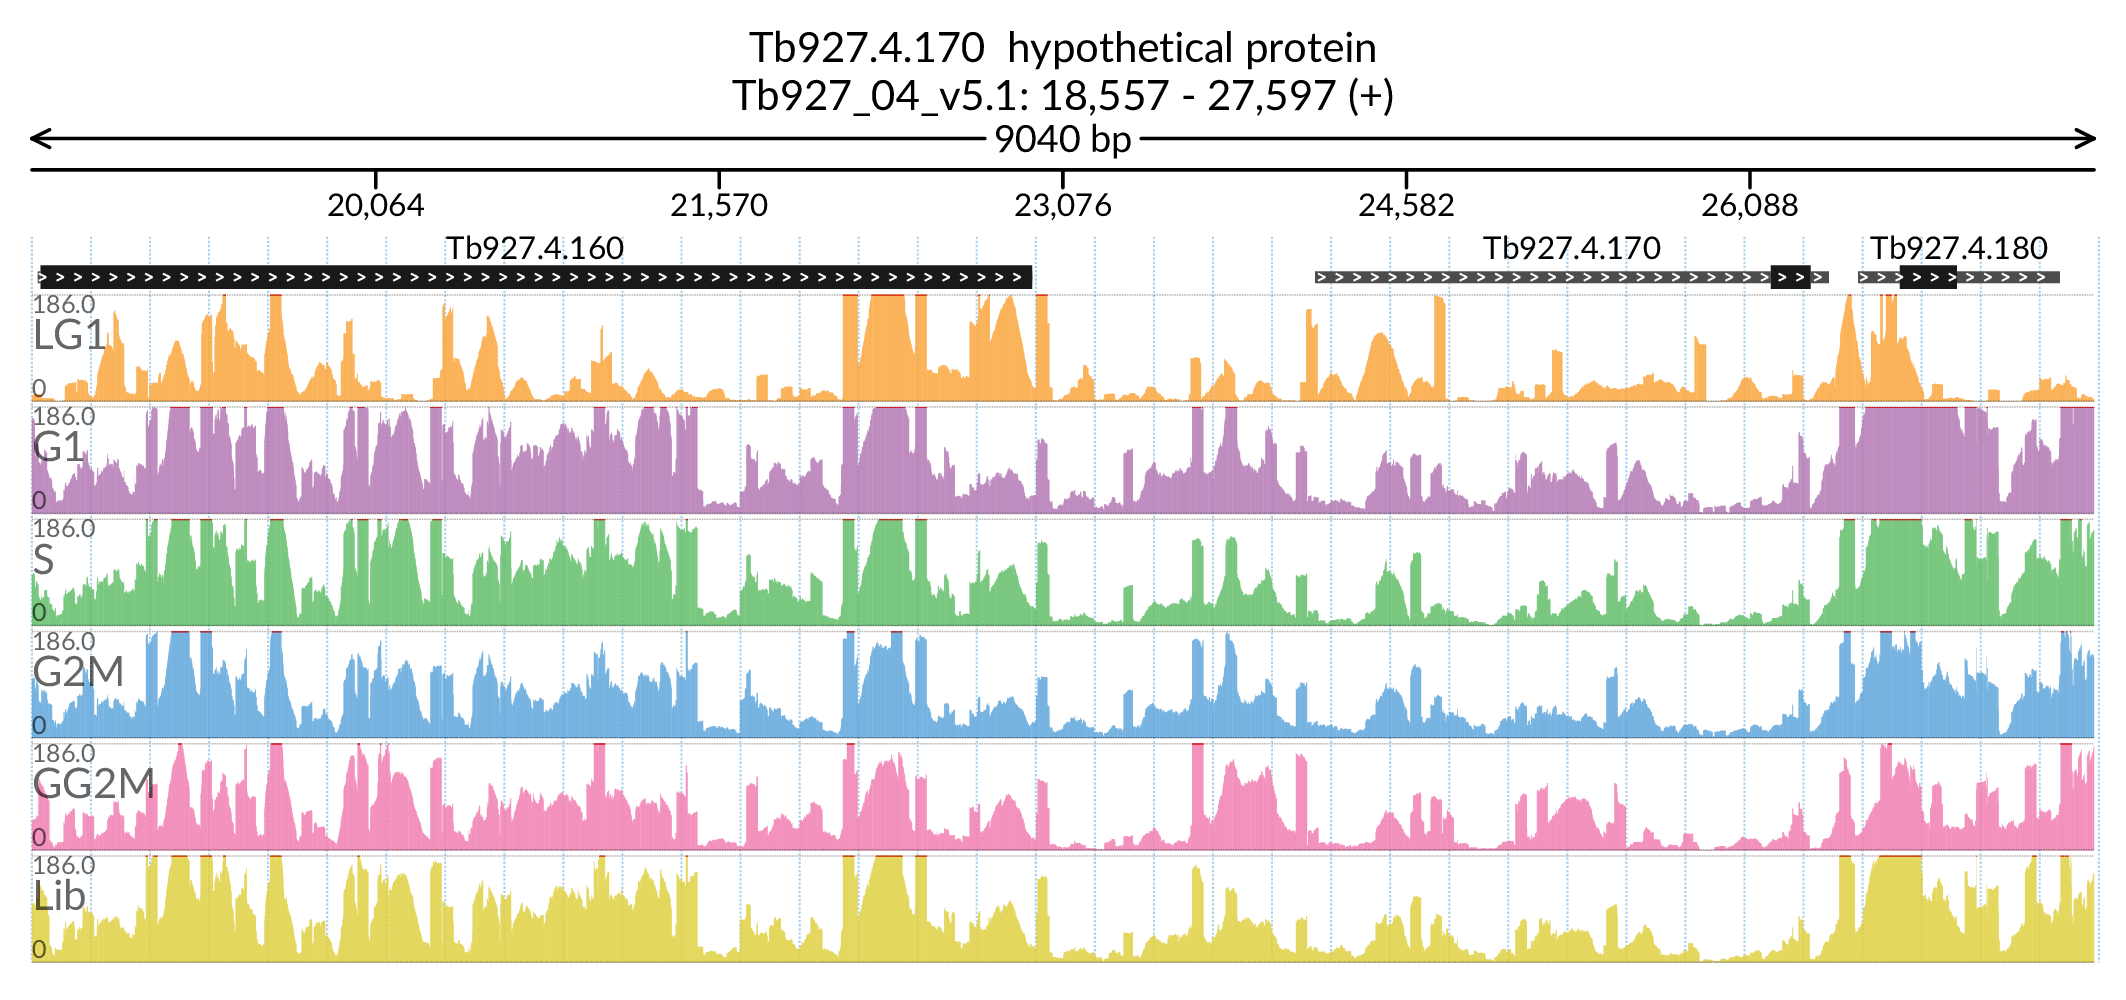 Tb927.4.170 hypothetical protein
Tb927_04_v5.1: 18,557 - 27,597 (+)
9040 bp
20,064 21,570 23,076 24,582 26,088
Tb927.4.160 Tb927.4.170 Tb927.4.180
186.0
LG1
0
186.0
G1
0
186.0
S
0
186.0
G2M
0
186.0
GG2M
0
186.0
Lib
0